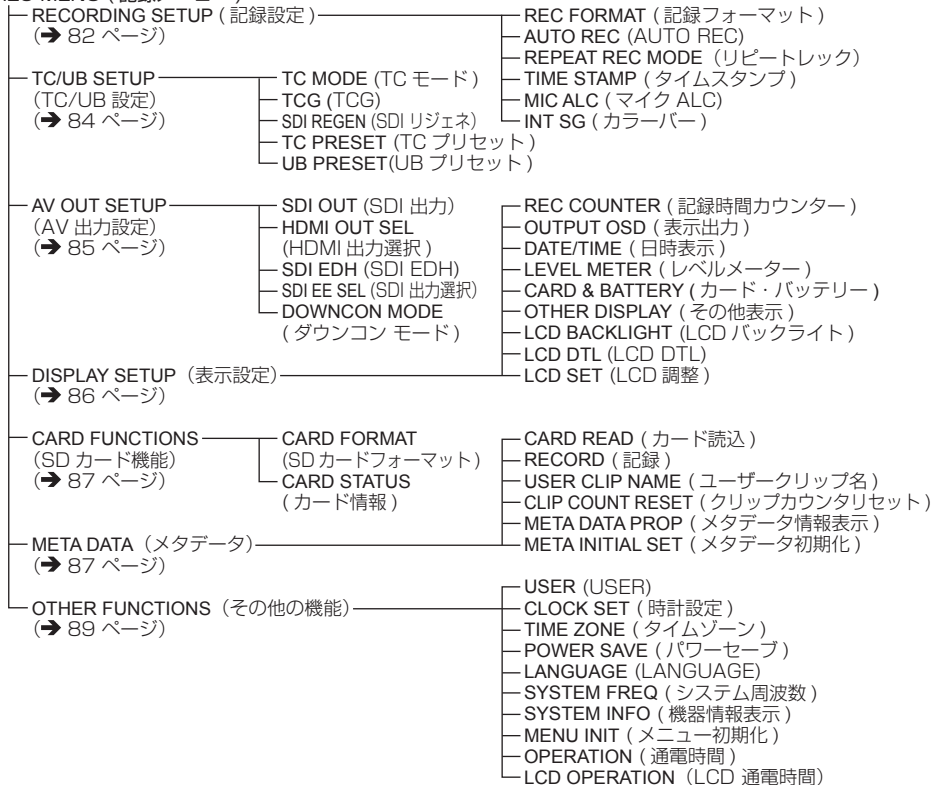 RECORDING SETUP (記録設定)
(➔ 82 ページ)
REC FORMAT (記録フォーマット)
AUTO REC (AUTO REC)
REPEAT REC MODE (リピートレック)
TIME STAMP (タイムスタンプ)
MIC ALC (マイク ALC)
INT SG (カラーバー)
TC/UB SETUP
(TC/UB 設定)
(➔ 84 ページ)
TC MODE (TC モード)
TCG (TCG)
SDI REGEN (SDI リジェネ)
TC PRESET (TC プリセット)
UB PRESET(UB プリセット)
AV OUT SETUP
(AV 出力設定)
(➔ 85 ページ)
SDI OUT (SDI 出力)
HDMI OUT SEL
(HDMI 出力選択)
SDI EDH (SDI EDH)
SDI EE SEL (SDI 出力選択)
DOWNCON MODE
(ダウンコン モード)
DISPLAY SETUP (表示設定)
(➔ 86 ページ)
REC COUNTER (記録時間カウンター)
OUTPUT OSD (表示出力)
DATE/TIME (日時表示)
LEVEL METER (レベルメーター)
CARD & BATTERY (カード・バッテリー)
OTHER DISPLAY (その他表示)
LCD BACKLIGHT (LCD バックライト)
LCD DTL (LCD DTL)
LCD SET (LCD 調整)
CARD FUNCTIONS
(SD カード機能)
(➔ 87 ページ)
CARD FORMAT
(SD カードフォーマット)
CARD STATUS
(カード情報)
META DATA (メタデータ)
(➔ 87 ページ)
CARD READ (カード読込)
RECORD (記録)
USER CLIP NAME (ユーザークリップ名)
CLIP COUNT RESET (クリップカウンタリセット)
META DATA PROP (メタデータ情報表示)
META INITIAL SET (メタデータ初期化)
OTHER FUNCTIONS (その他の機能)
(➔ 89 ページ)
USER (USER)
CLOCK SET (時計設定)
TIME ZONE (タイムゾーン)
POWER SAVE (パワーセーブ)
LANGUAGE (LANGUAGE)
SYSTEM FREQ (システム周波数)
SYSTEM INFO (機器情報表示)
MENU INIT (メニュー初期化)
OPERATION (通電時間)
LCD OPERATION (LCD 通電時間)